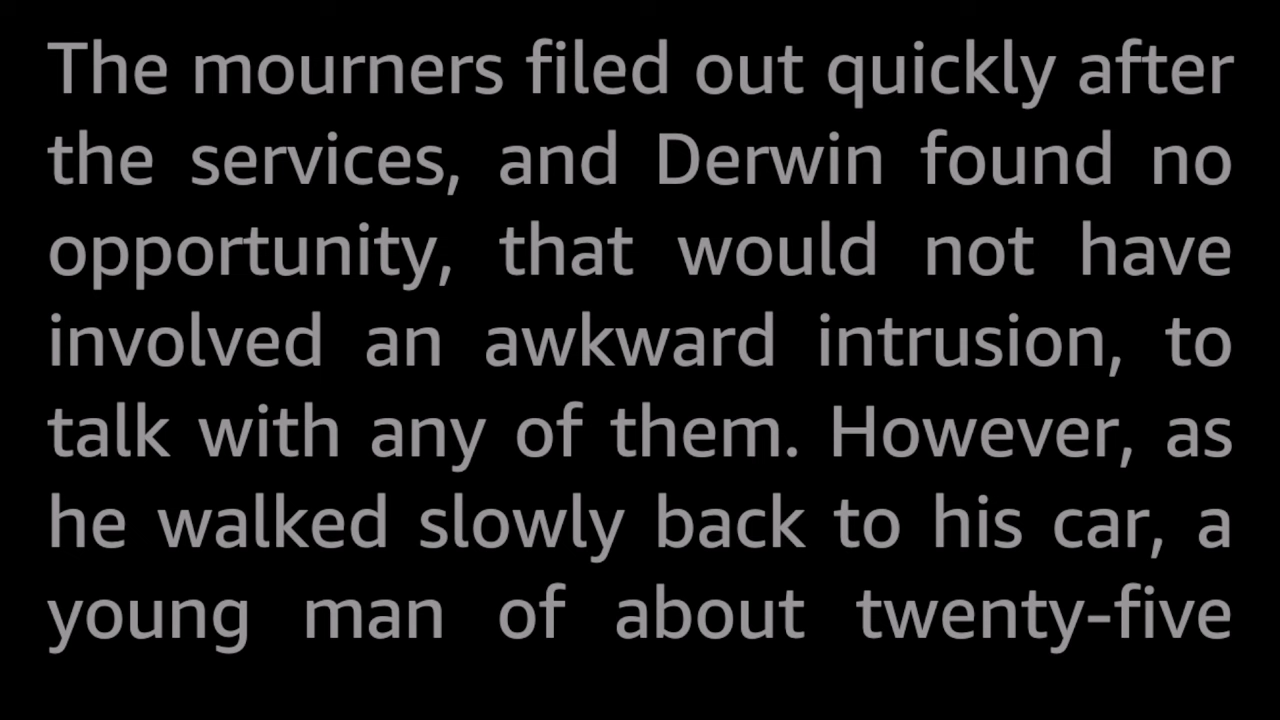 The mourners filed out quickly after
the services, and Derwin found no
opportunity, that would not have
involved an awkward intrusion, to
talk with any of them. However, as
he walked slowly back to his car, a
young man of about twenty-five